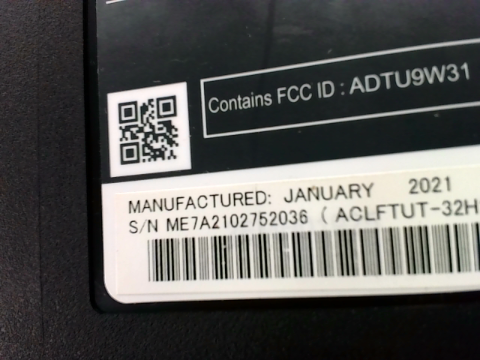 Contains FCC ID : ADTU9W31
MANUFACTURED: JANUARY 2021
S/N ME7A2102752036 ( ACLFTUT-32H